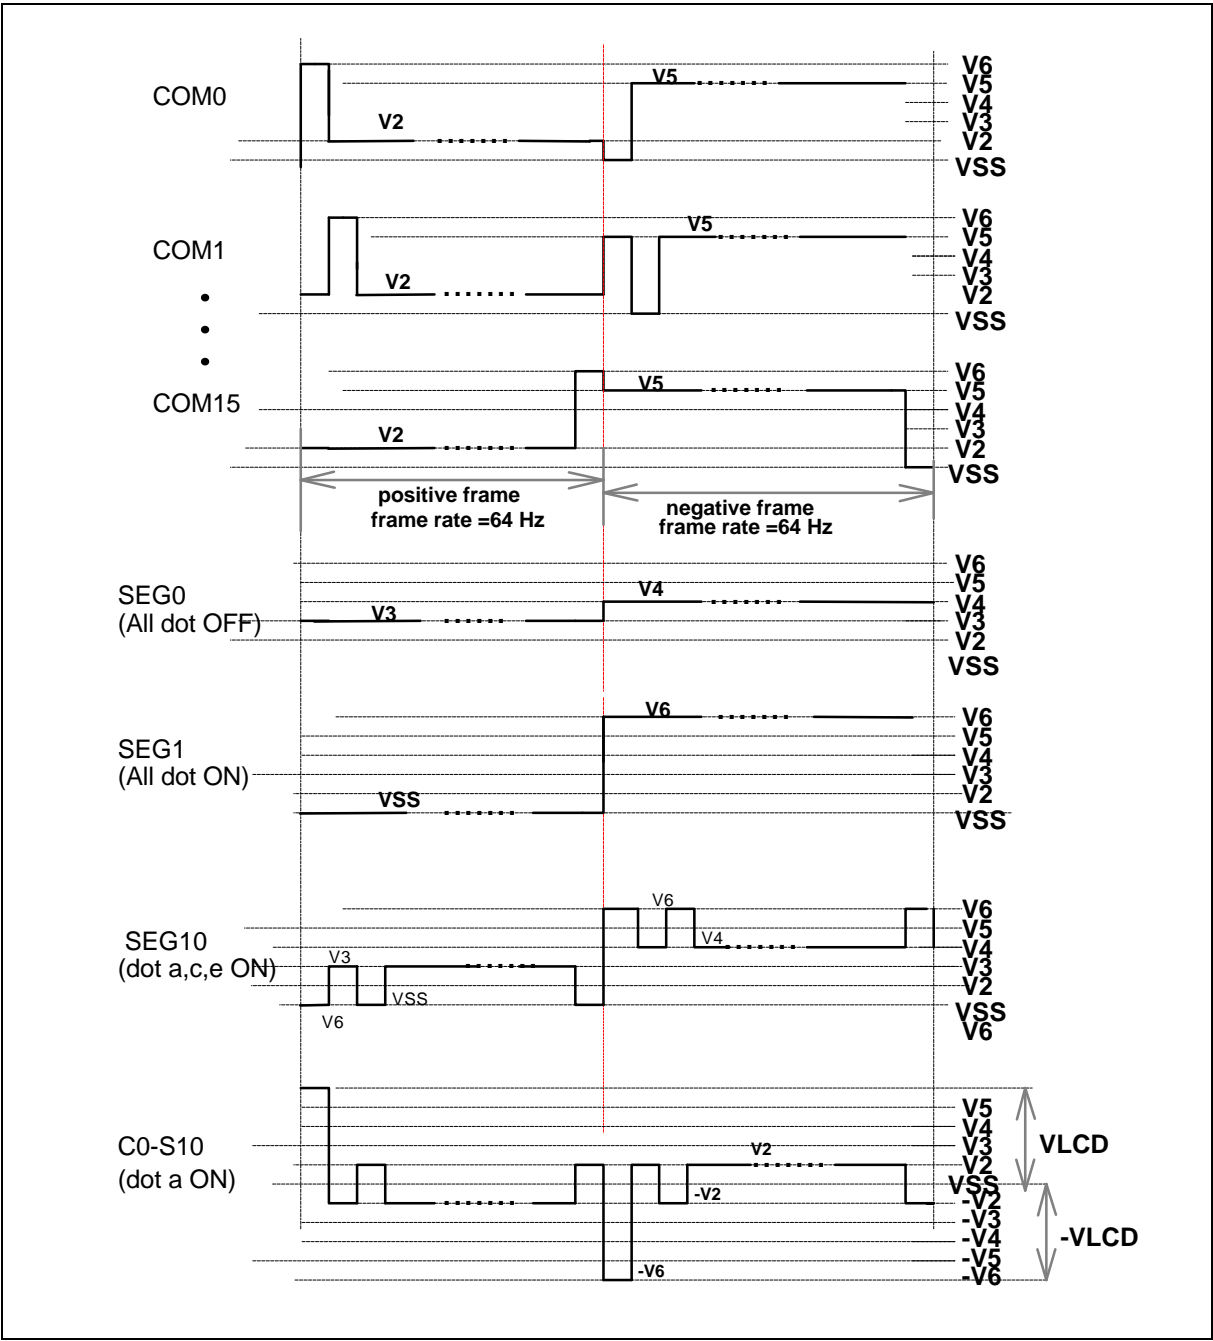 COM0
V2
V5
V6
V5
V4
V3
V2
VSS
COM1
V2
V5
V6
V5
V4
V3
V2
VSS
COM15
V2
V5
V6
V5
V4
V3
V2
VSS
positive frame
frame rate =64 Hz
negative frame
frame rate =64 Hz
SEG0
(All dot OFF)
V3
V4
V6
V5
V4
V3
V2
VSS
SEG1
(All dot ON)
VSS
V6
V6
V5
V4
V3
V2
VSS
SEG10
(dot a,c,e ON)
V3
V6
VSS
V6
V4
V6
V5
V4
V3
V2
VSS
V6
C0-S10
(dot a ON)
V2
-V2
-V6
V5
V4
V3
V2
VSS
-V2
-V3
-V4
-V5
-V6
VLCD
-VLCD